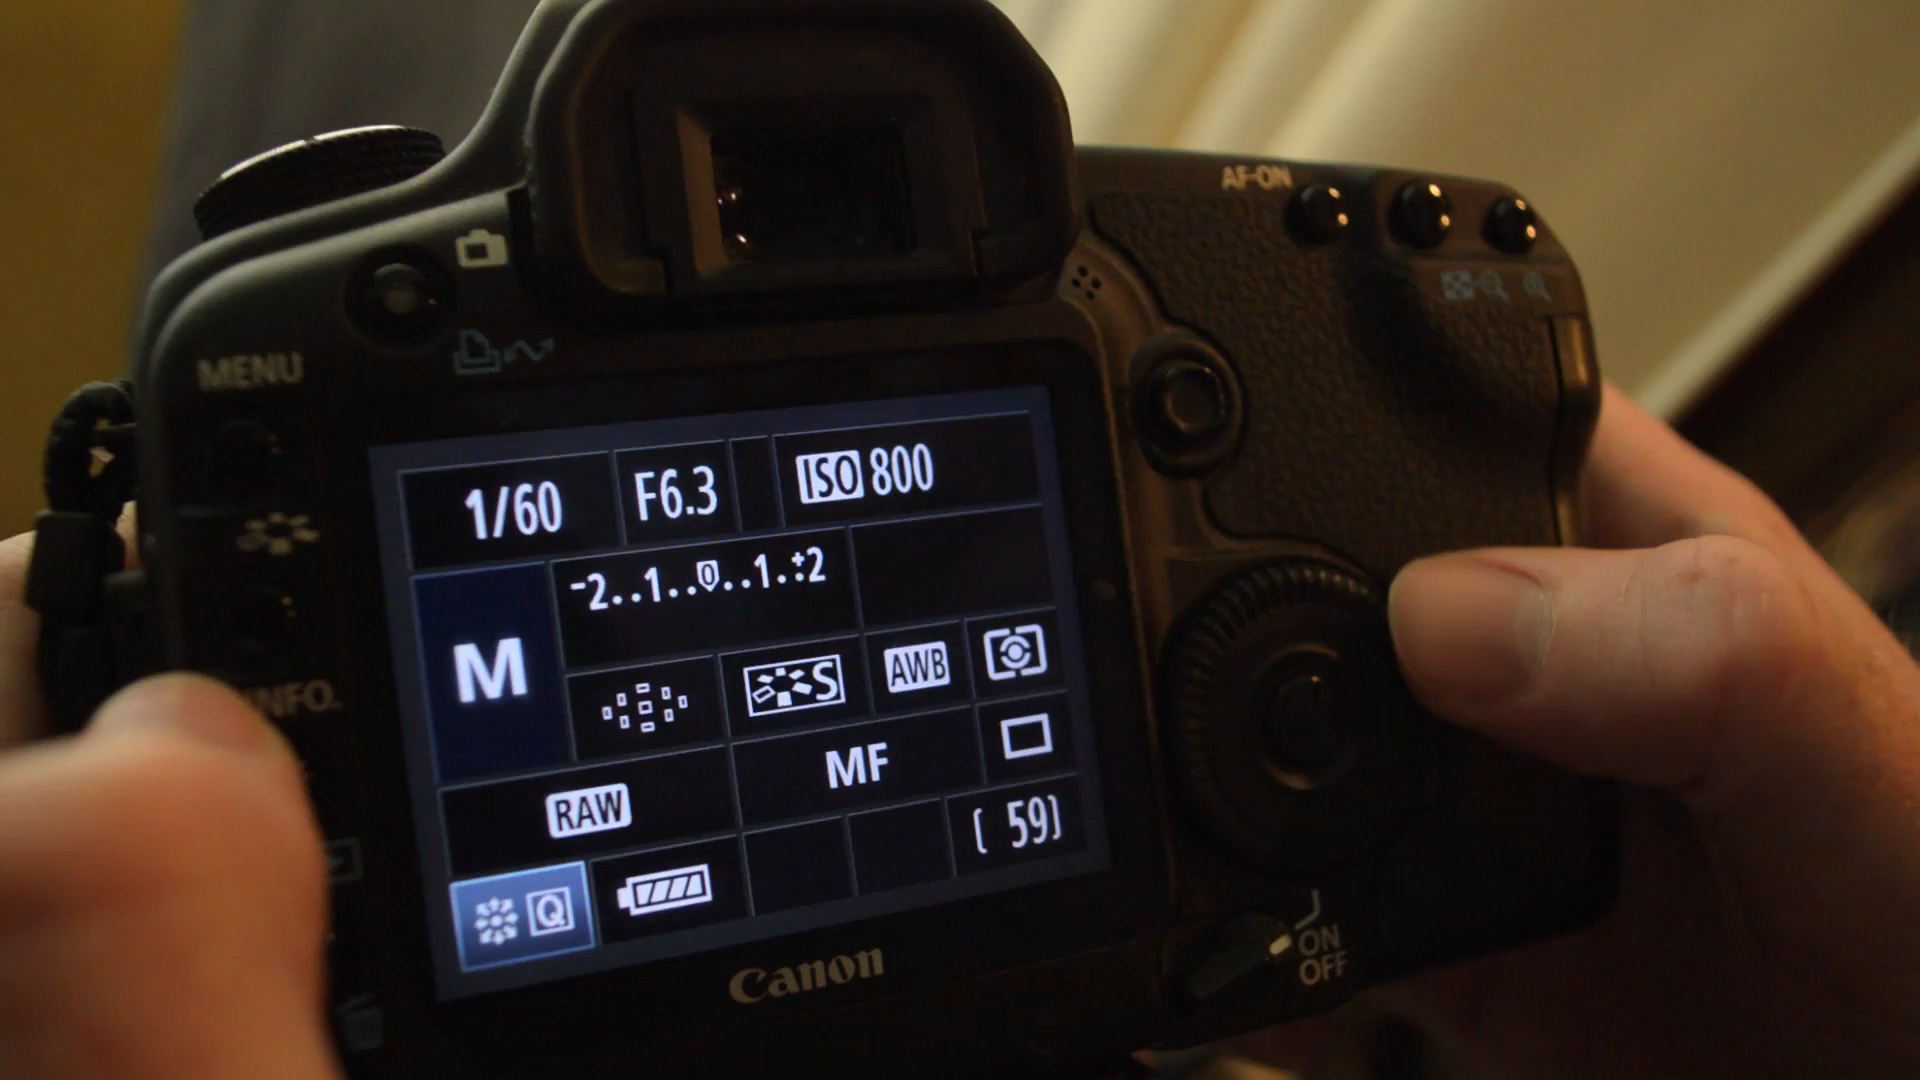 AF-ON
MENU
1/60 F6.3 ISO 800
-2..1..0..1..+2
M
S AWB
INFO.
RAW MF
[ 59]
Q
Canon
ON
OFF